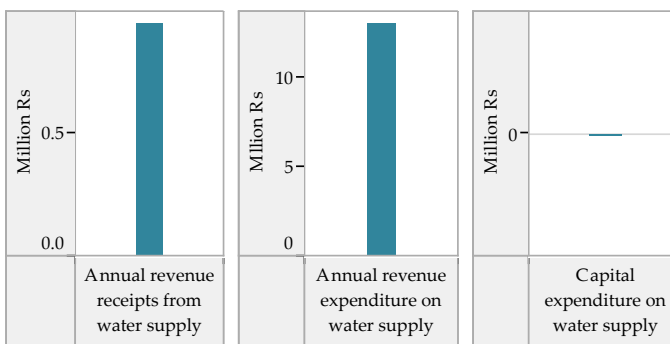 Million Rs
0.5
0.0
Annual revenue
receipts from
water supply
Million Rs
10
5
0
Annual revenue
expenditure on
water supply
Million Rs
0
Capital
expenditure on
water supply